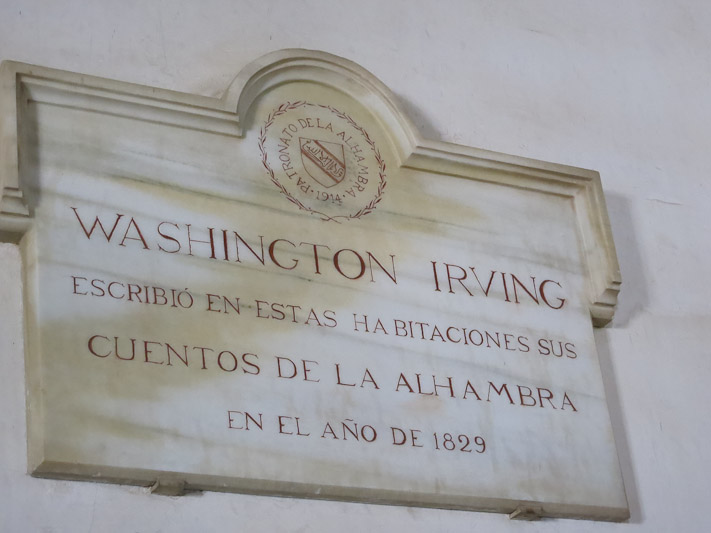 PATRONATO DE LA ALHAMBRA
·1914·
WASHINGTON IRVING
ESCRIBIÓ EN ESTAS HABITACIONES SUS
CUENTOS DE LA ALHAMBRA
EN EL AÑO DE 1829